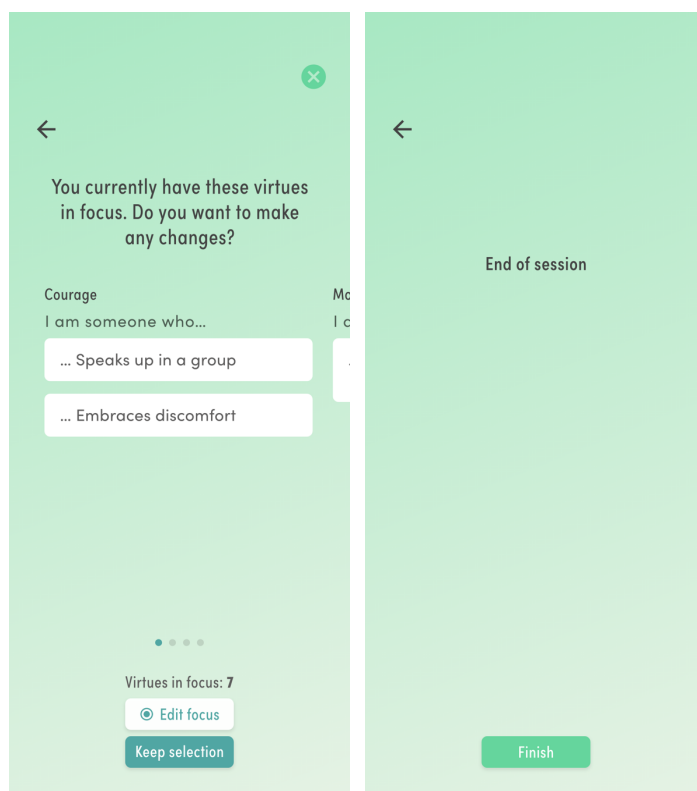 You currently have these virtues
in focus. Do you want to make
any changes?
Courage
I am someone who...
... Speaks up in a group
... Embraces discomfort
Virtues in focus: 7
Edit focus
Keep selection
End of session
Finish